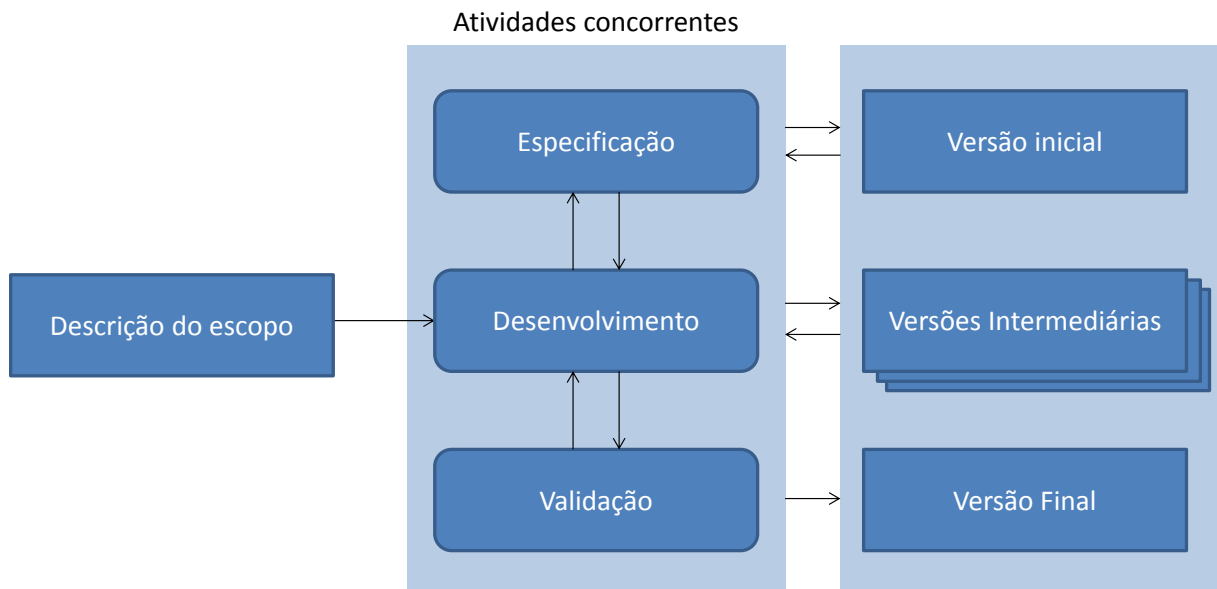 Atividades concorrentes
Especificação
Versão inicial
Descrição do escopo
Desenvolvimento
Versões Intermediárias
Validação
Versão Final